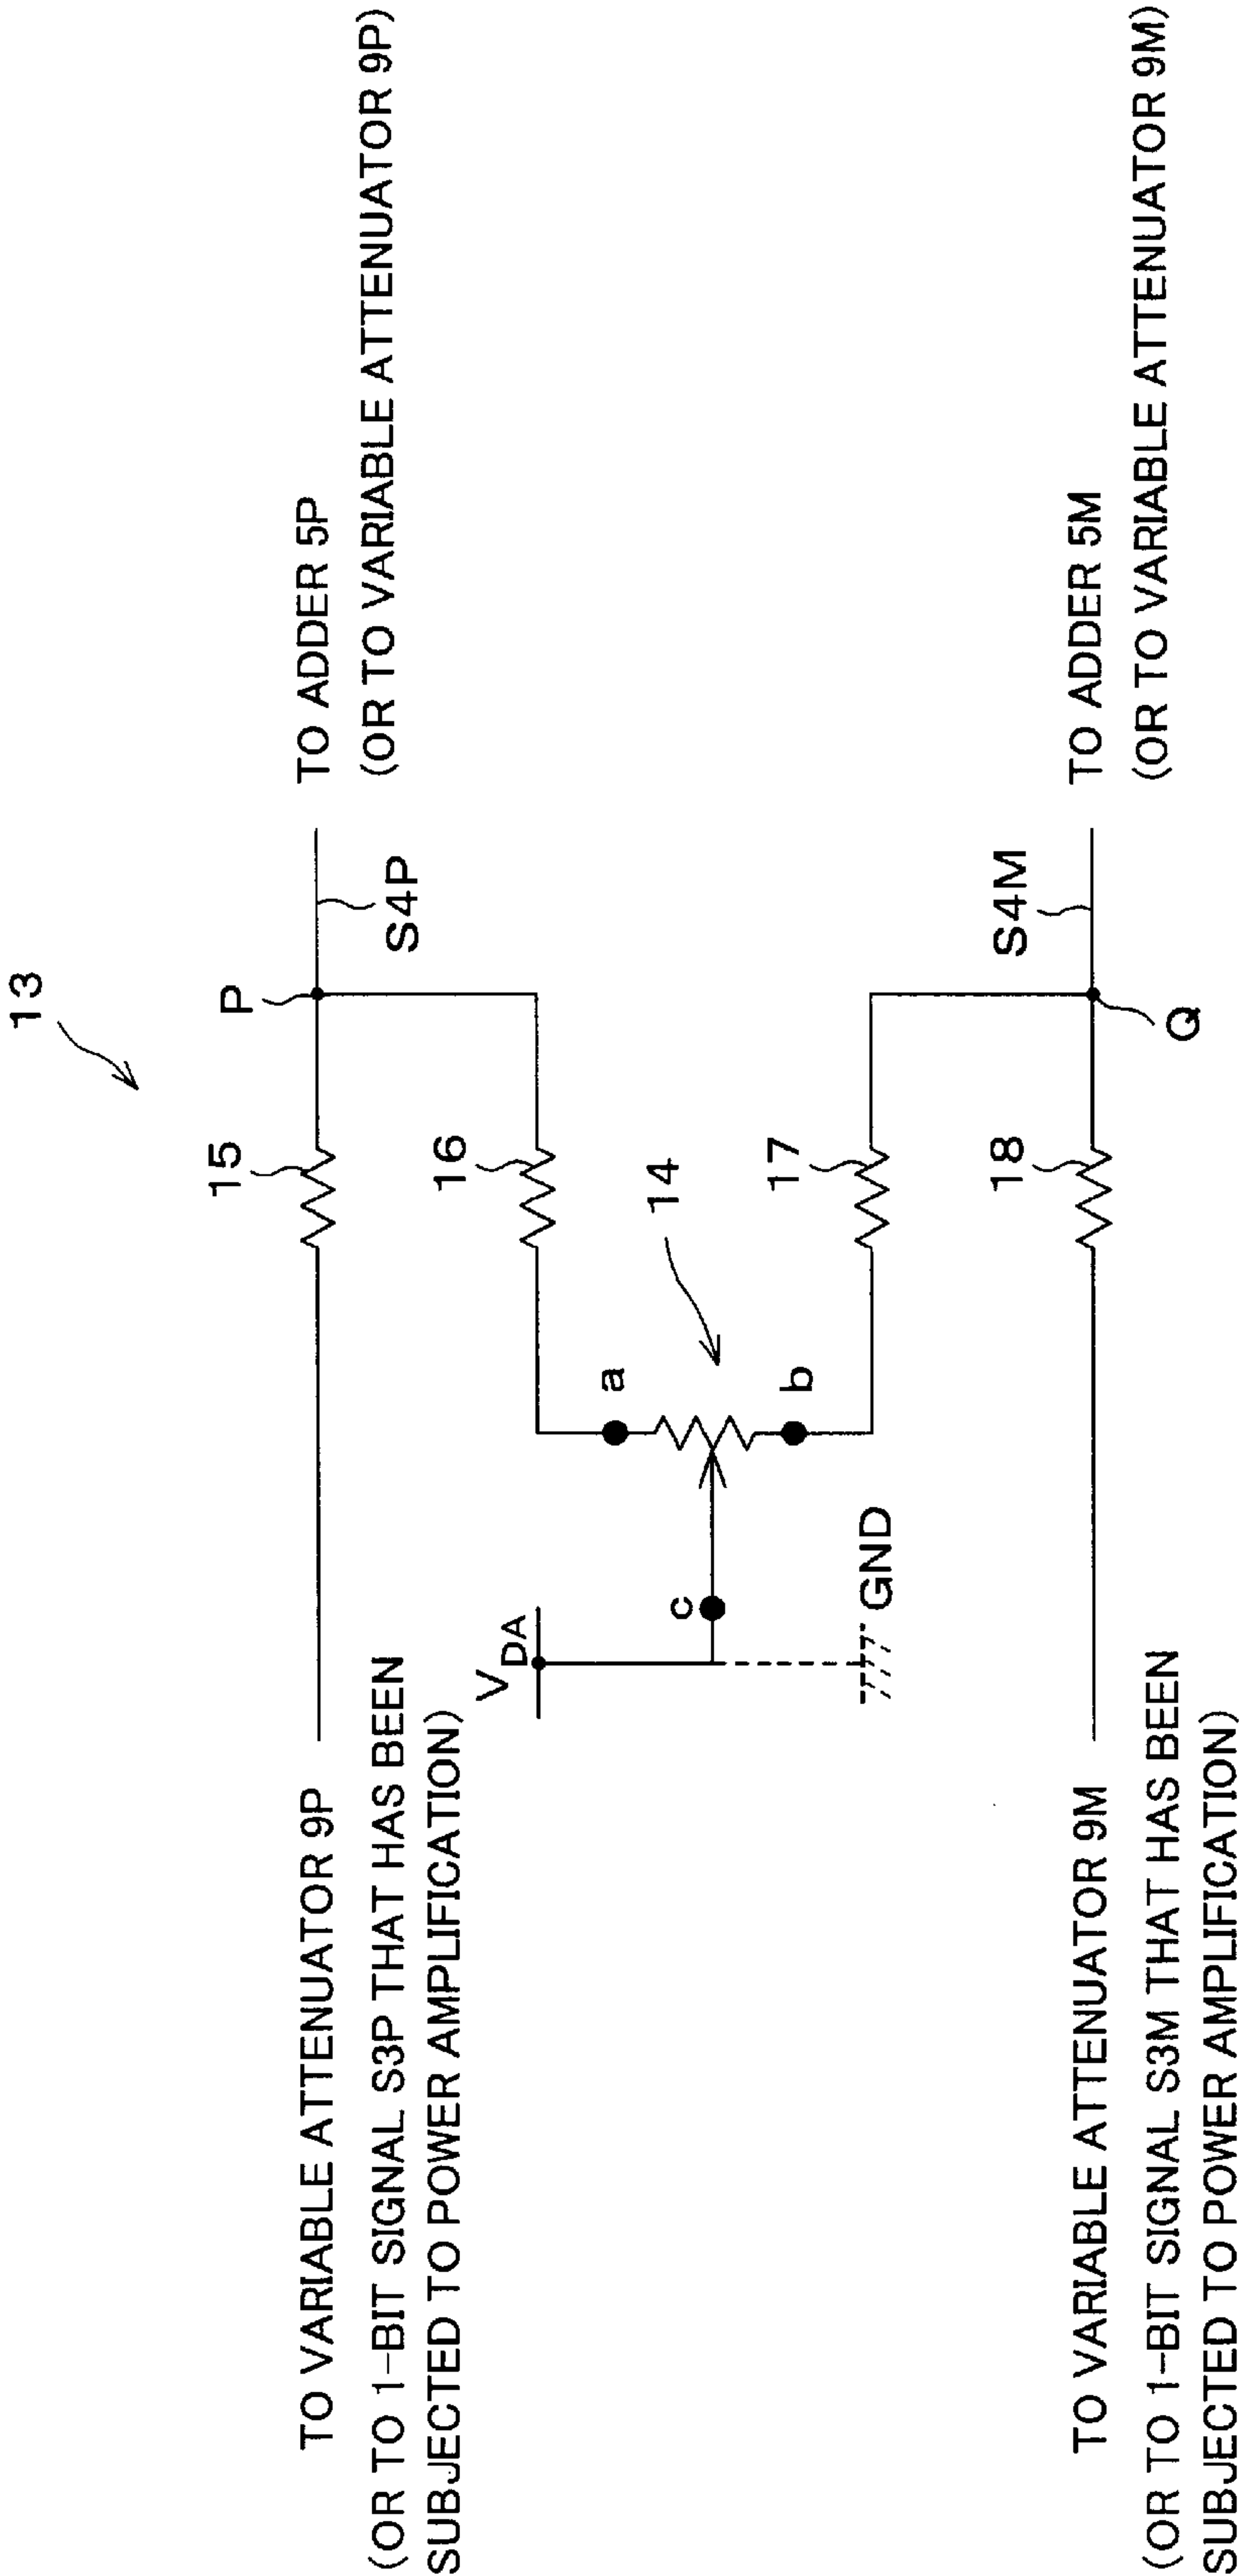 13
TO VARIABLE ATTENUATOR 9P
(OR TO 1-BIT SIGNAL S3P THAT HAS BEEN
SUBJECTED TO POWER AMPLIFICATION)
15
P
S4P
TO ADDER 5P
(OR TO VARIABLE ATTENUATOR 9P)
16
VDA
c
a
14
b
GND
17
TO VARIABLE ATTENUATOR 9M
(OR TO 1-BIT SIGNAL S3M THAT HAS BEEN
SUBJECTED TO POWER AMPLIFICATION)
18
Q
S4M
TO ADDER 5M
(OR TO VARIABLE ATTENUATOR 9M)